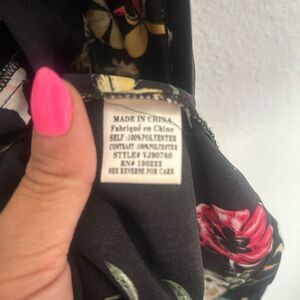 MADE IN CHINA
Fabriqué en Chine
SELF :100%POLYESTER
CONTRAST :100%POLYESTER
STYLE# VJ90760
RN# 130222
SEE REVERSE FOR CARE